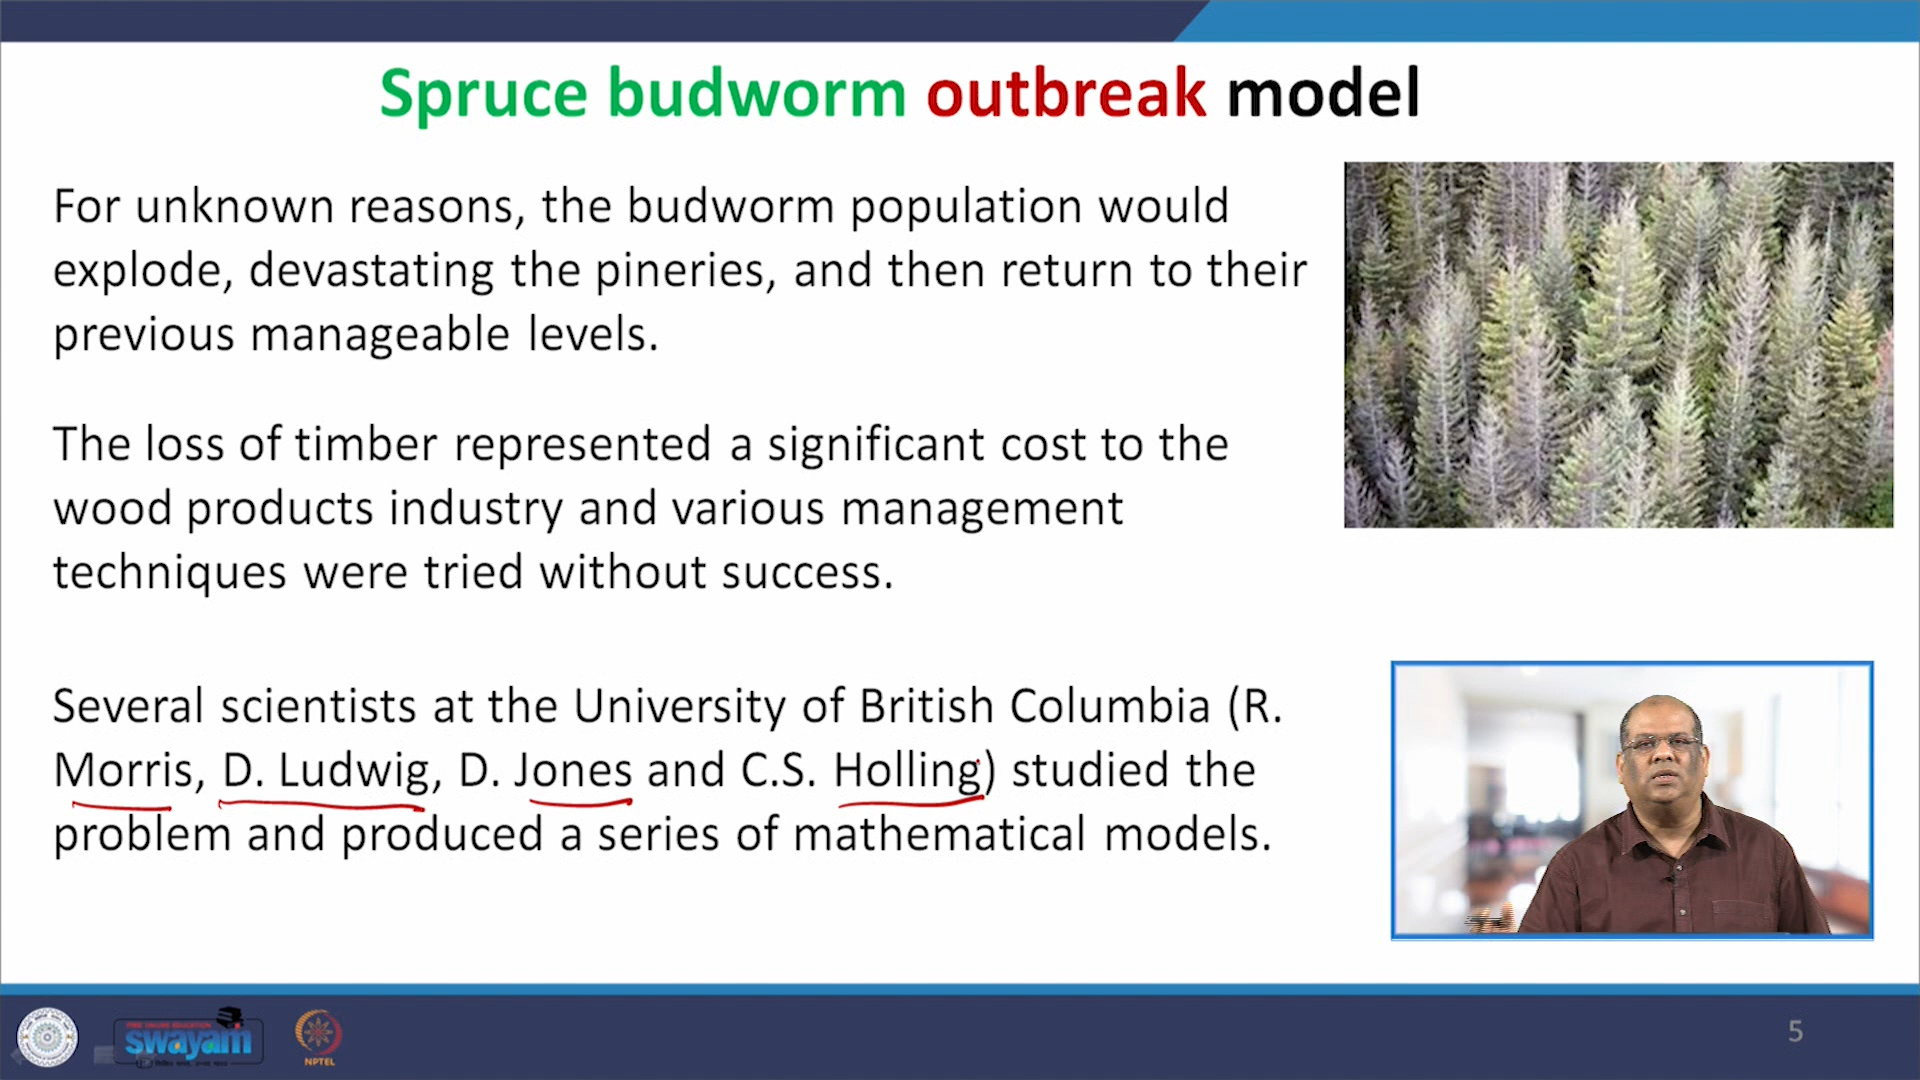 Spruce budworm outbreak model
For unknown reasons, the budworm population would
explode, devastating the pineries, and then return to their
previous manageable levels.
The loss of timber represented a significant cost to the
wood products industry and various management
techniques were tried without success.
Several scientists at the University of British Columbia (R.
Morris, D. Ludwig, D. Jones and C.S. Holling) studied the
problem and produced a series of mathematical models.
FREE ONLINE EDUCATION
swayam
NPTEL
5